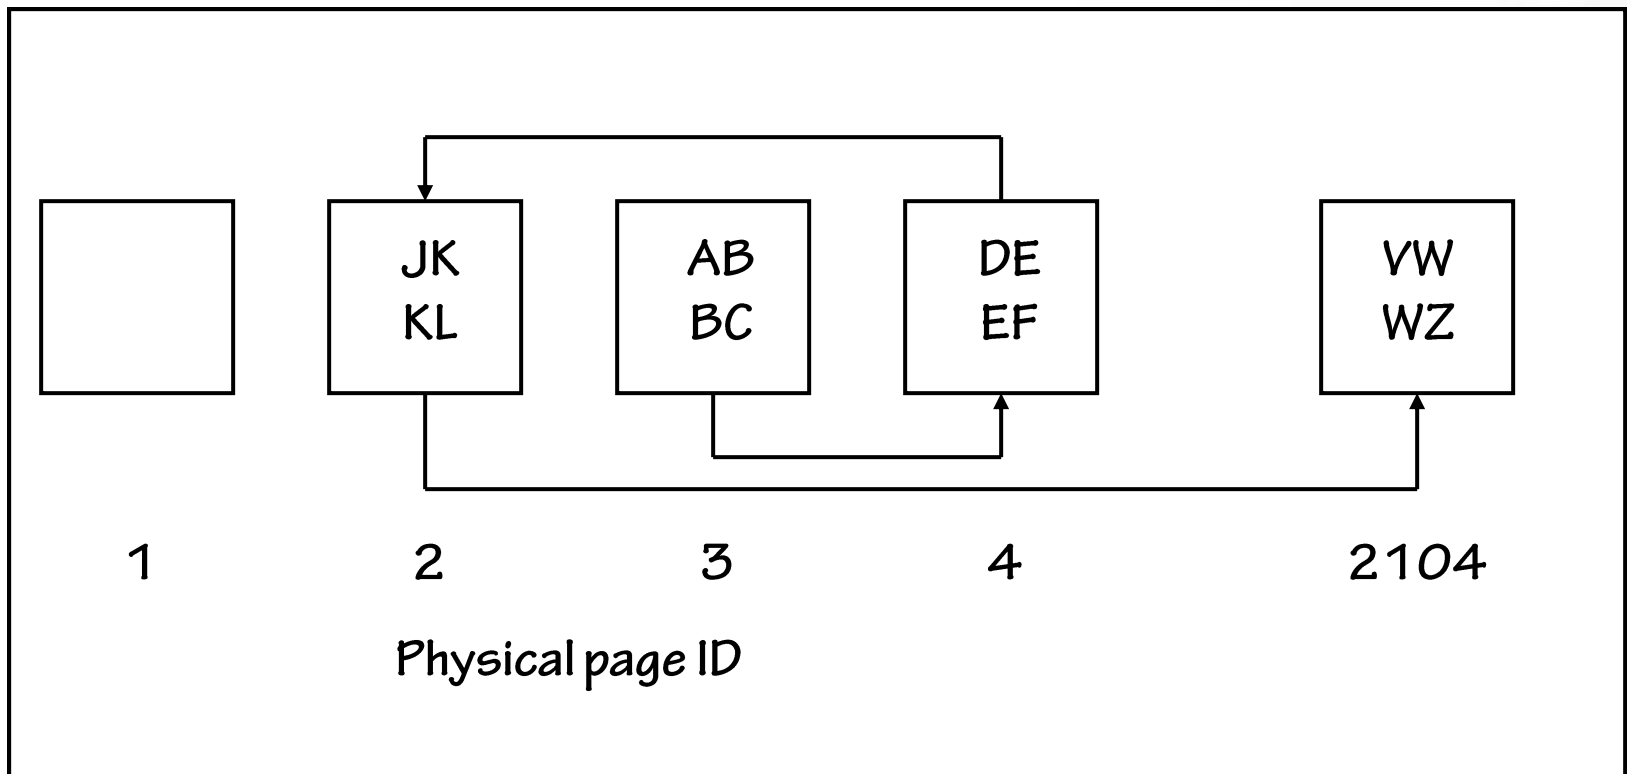 JK
KL
AB
BC
DE
EF
VW
WZ
1 2 3 4 2104
Physical page ID